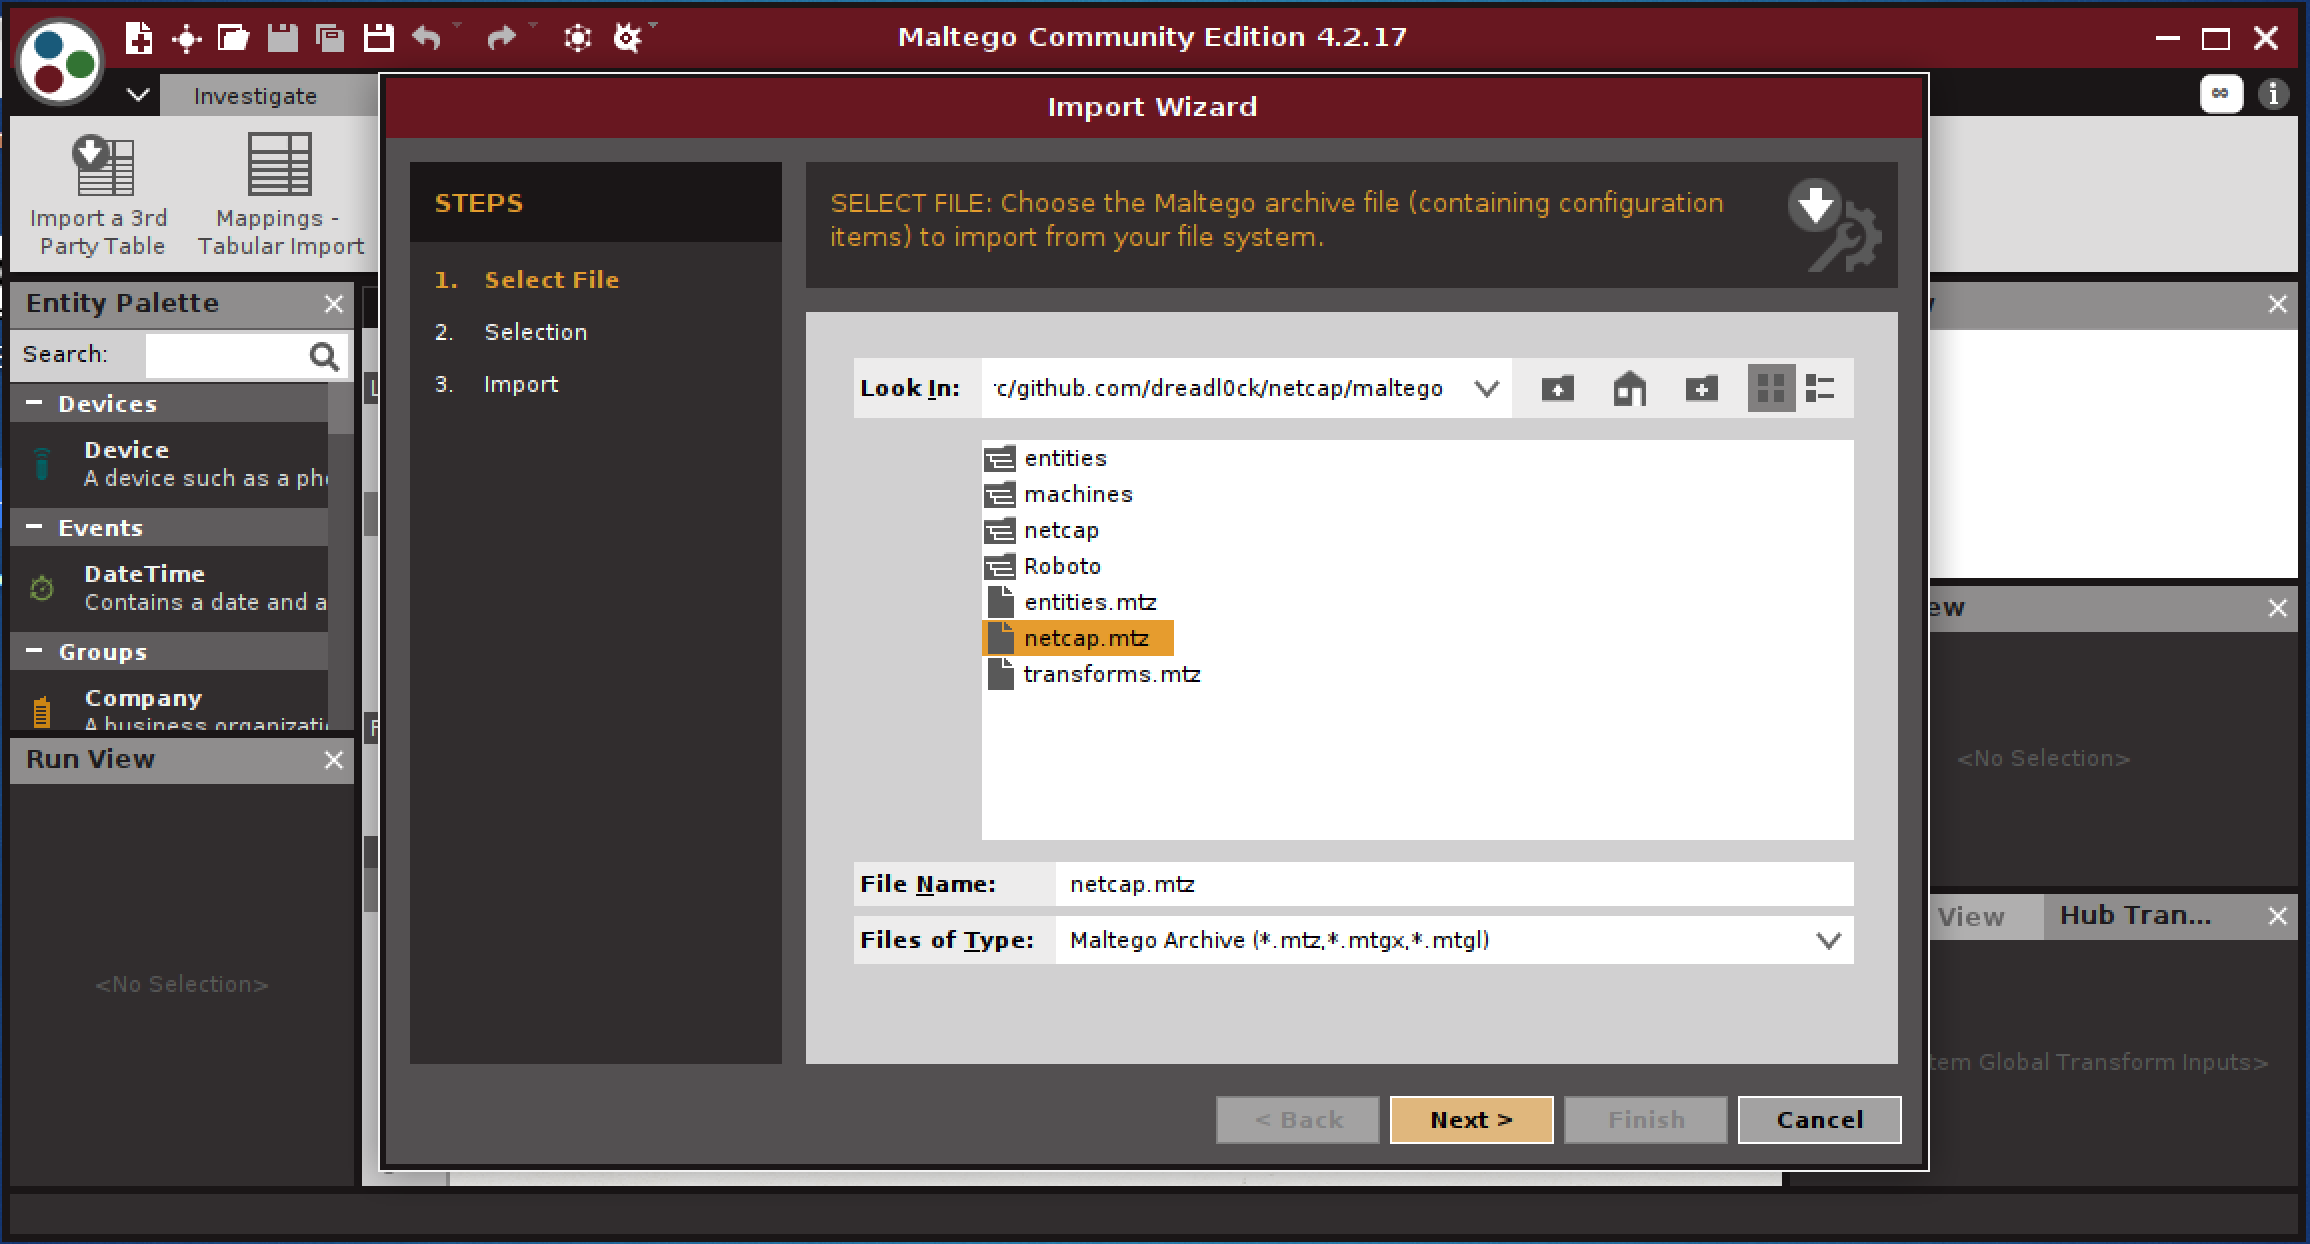 Maltego Community Edition 4.2.17
Investigate
Import a 3rd
Party Table
Mappings -
Tabular Import
Entity Palette
Search:
Devices
Device
A device such as a pho
Events
DateTime
Contains a date and a
Groups
Company
A business organizati
Run View
<No Selection>
Import Wizard
STEPS
1. Select File
2. Selection
3. Import
SELECT FILE: Choose the Maltego archive file (containing configuration
items) to import from your file system.
Look In: rc/github.com/dreadl0ck/netcap/maltego
entities
machines
netcap
Roboto
entities.mtz
netcap.mtz
transforms.mtz
File Name: netcap.mtz
Files of Type: Maltego Archive (*.mtz,*.mtgx,*.mtgl)
< Back
Next >
Finish
Cancel
ew
<No Selection>
View
Hub Tran...
tem Global Transform Inputs>